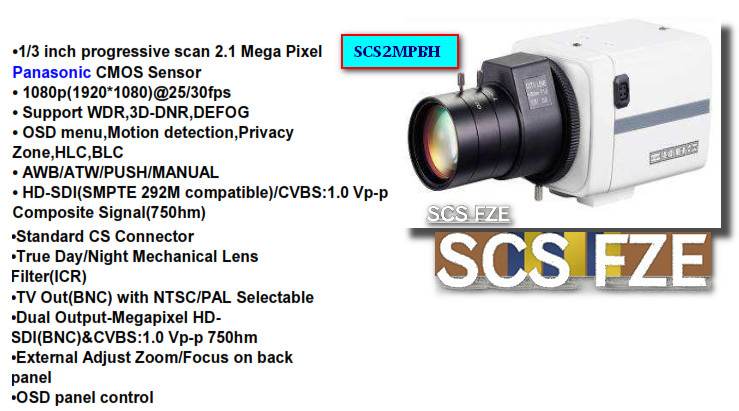 •1/3 inch progressive scan 2.1 Mega Pixel
Panasonic CMOS Sensor
• 1080p(1920*1080)@25/30fps
• Support WDR,3D-DNR,DEFOG
• OSD menu,Motion detection,Privacy
Zone,HLC,BLC
• AWB/ATW/PUSH/MANUAL
• HD-SDI(SMPTE 292M compatible)/CVBS:1.0 Vp-p
Composite Signal(750hm)
•Standard CS Connector
•True Day/Night Mechanical Lens
Filter(ICR)
•TV Out(BNC) with NTSC/PAL Selectable
•Dual Output-Megapixel HD-
SDI(BNC)&CVBS:1.0 Vp-p 750hm
•External Adjust Zoom/Focus on back
panel
•OSD panel control
SCS2MPBH
SCS FZE
SCS FZE